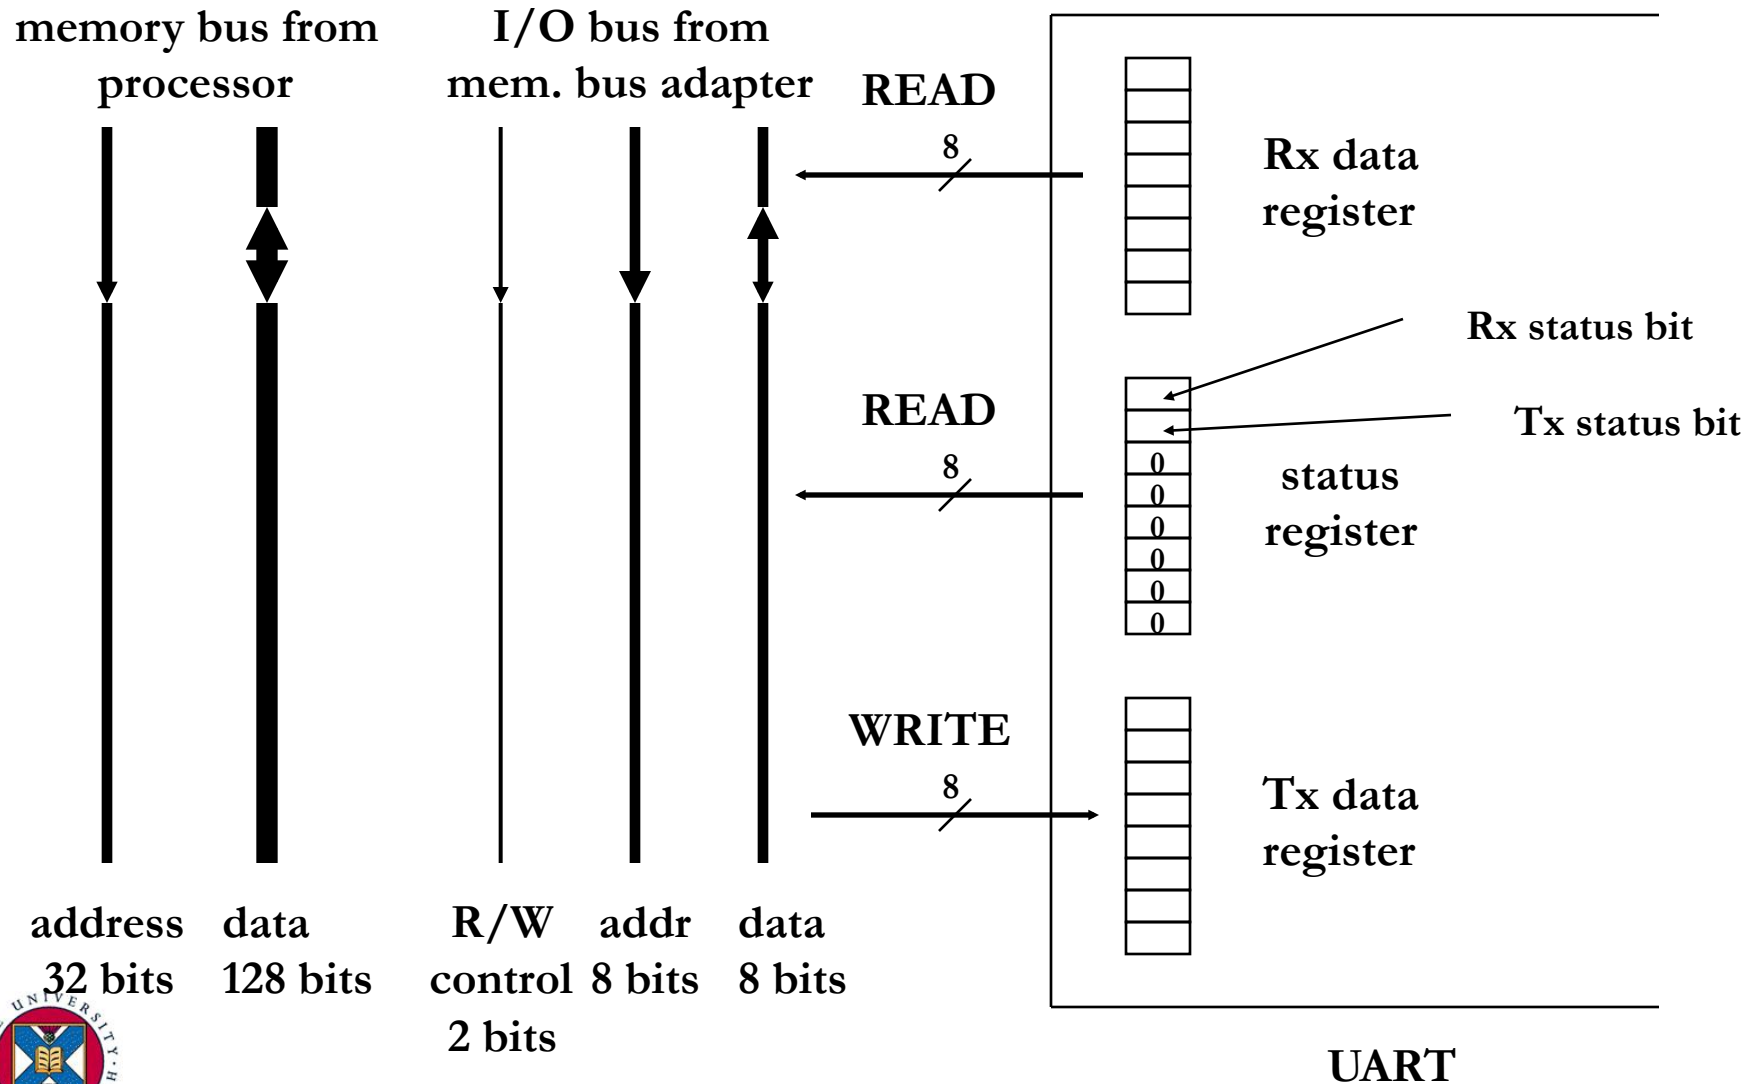 memory bus from
processor
I/O bus from
mem. bus adapter
READ
8
Rx data
register
Rx status bit
READ
8
Tx status bit
0
0
0
0
0
0
status
register
WRITE
8
Tx data
register
address
32 bits
data
128 bits
R/W
control
2 bits
addr
8 bits
data
8 bits
UART
UNIVERSITY
H